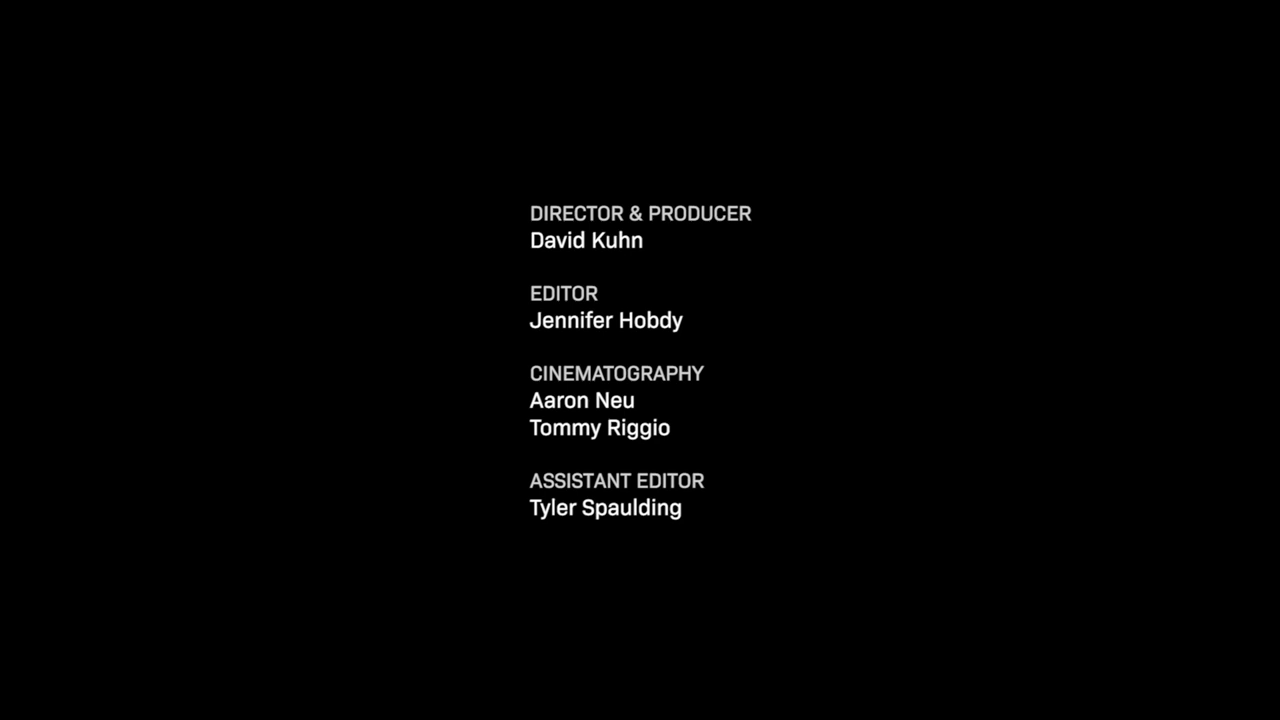 DIRECTOR & PRODUCER
David Kuhn
EDITOR
Jennifer Hobdy
CINEMATOGRAPHY
Aaron Neu
Tommy Riggio
ASSISTANT EDITOR
Tyler Spaulding